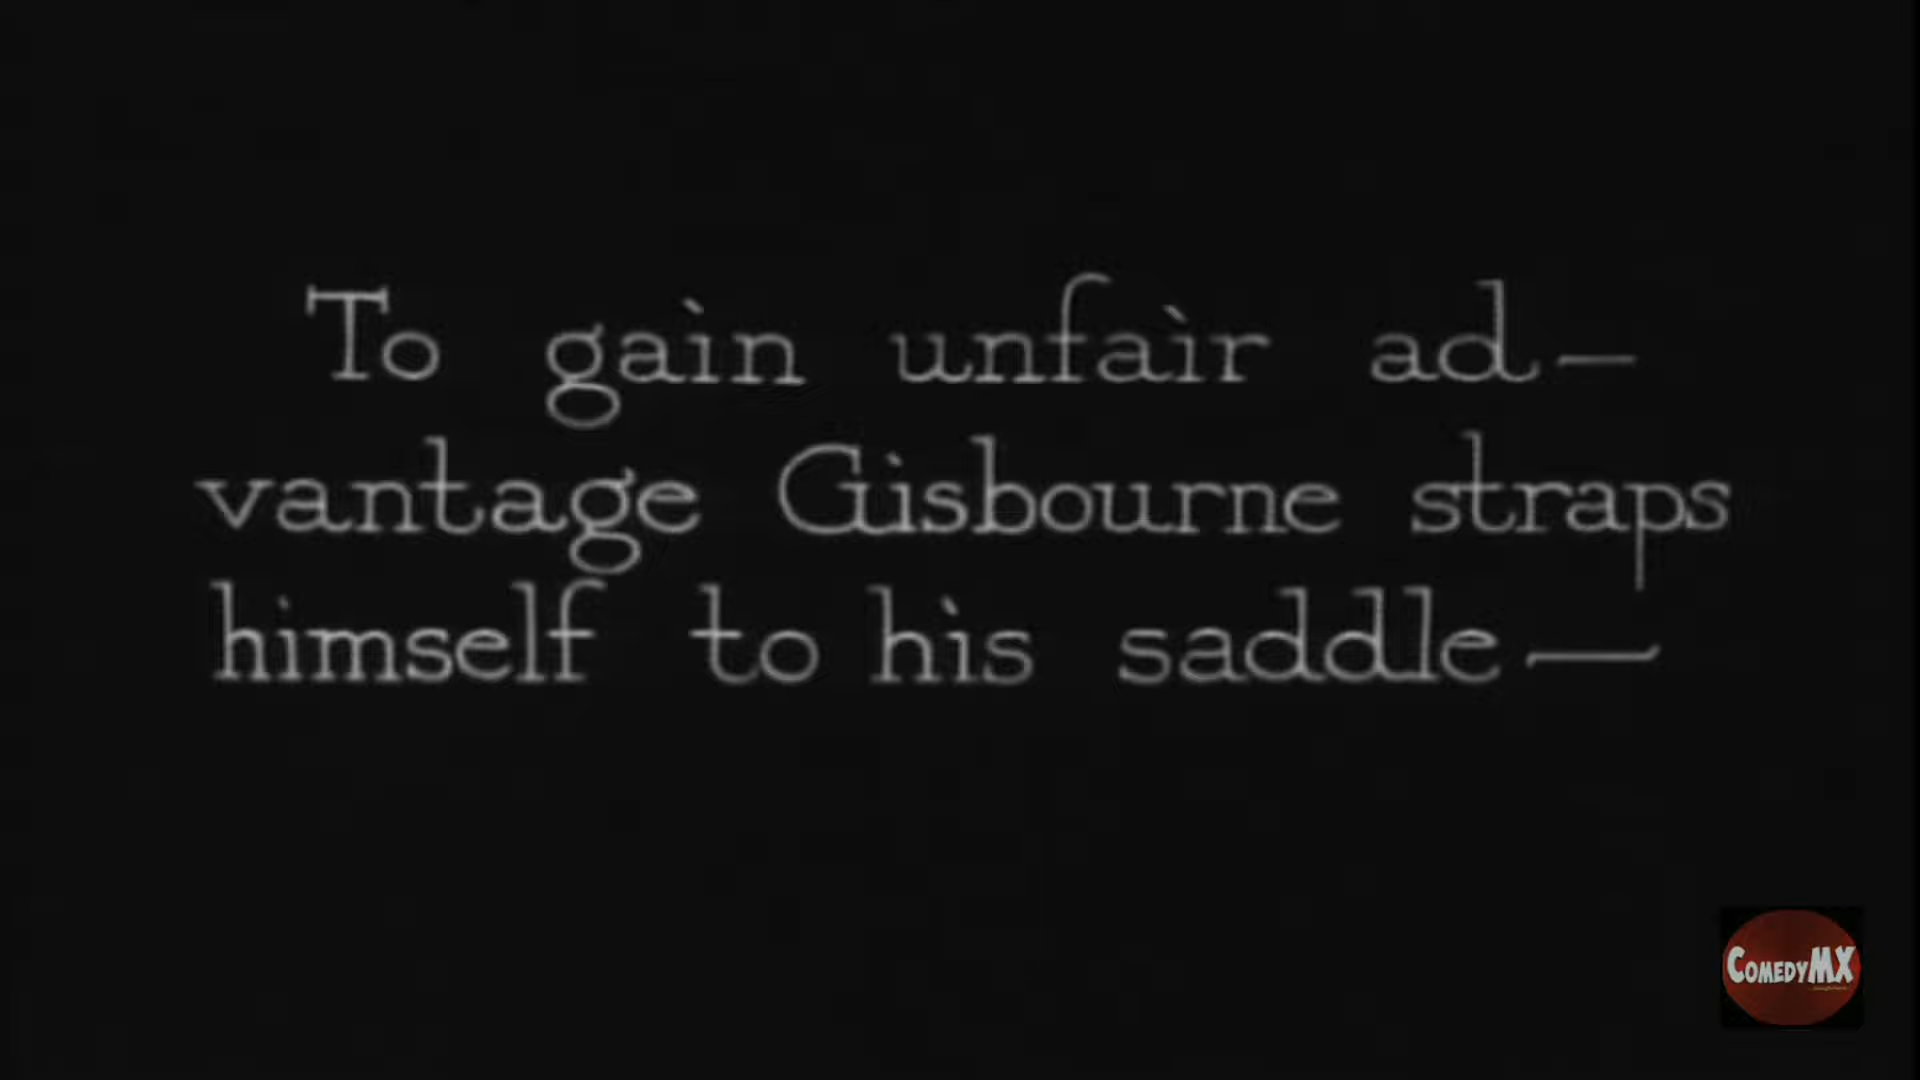 To gain unfair ad—
vantage Gisbourne straps
himself to his saddle—
COMEDYMX